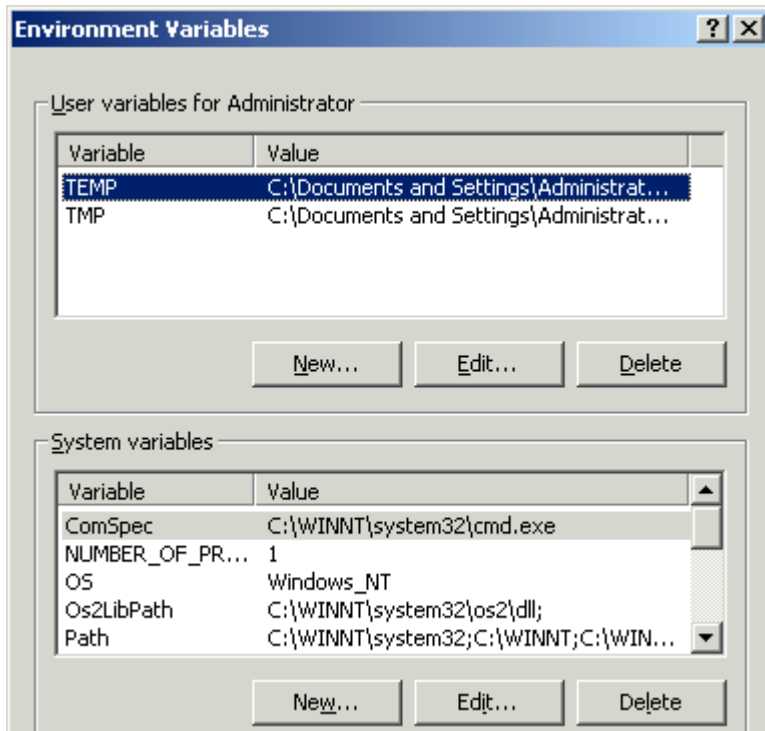 Environment Variables
User variables for Administrator
Variable Value
TEMP C:\Documents and Settings\Administrat...
TMP C:\Documents and Settings\Administrat...
New... Edit... Delete
System variables
Variable Value
ComSpec C:\WINNT\system32\cmd.exe
NUMBER_OF_PR... 1
OS Windows_NT
Os2LibPath C:\WINNT\system32\os2\dll;
Path C:\WINNT\system32;C:\WINNT;C:\WIN...
New... Edit... Delete